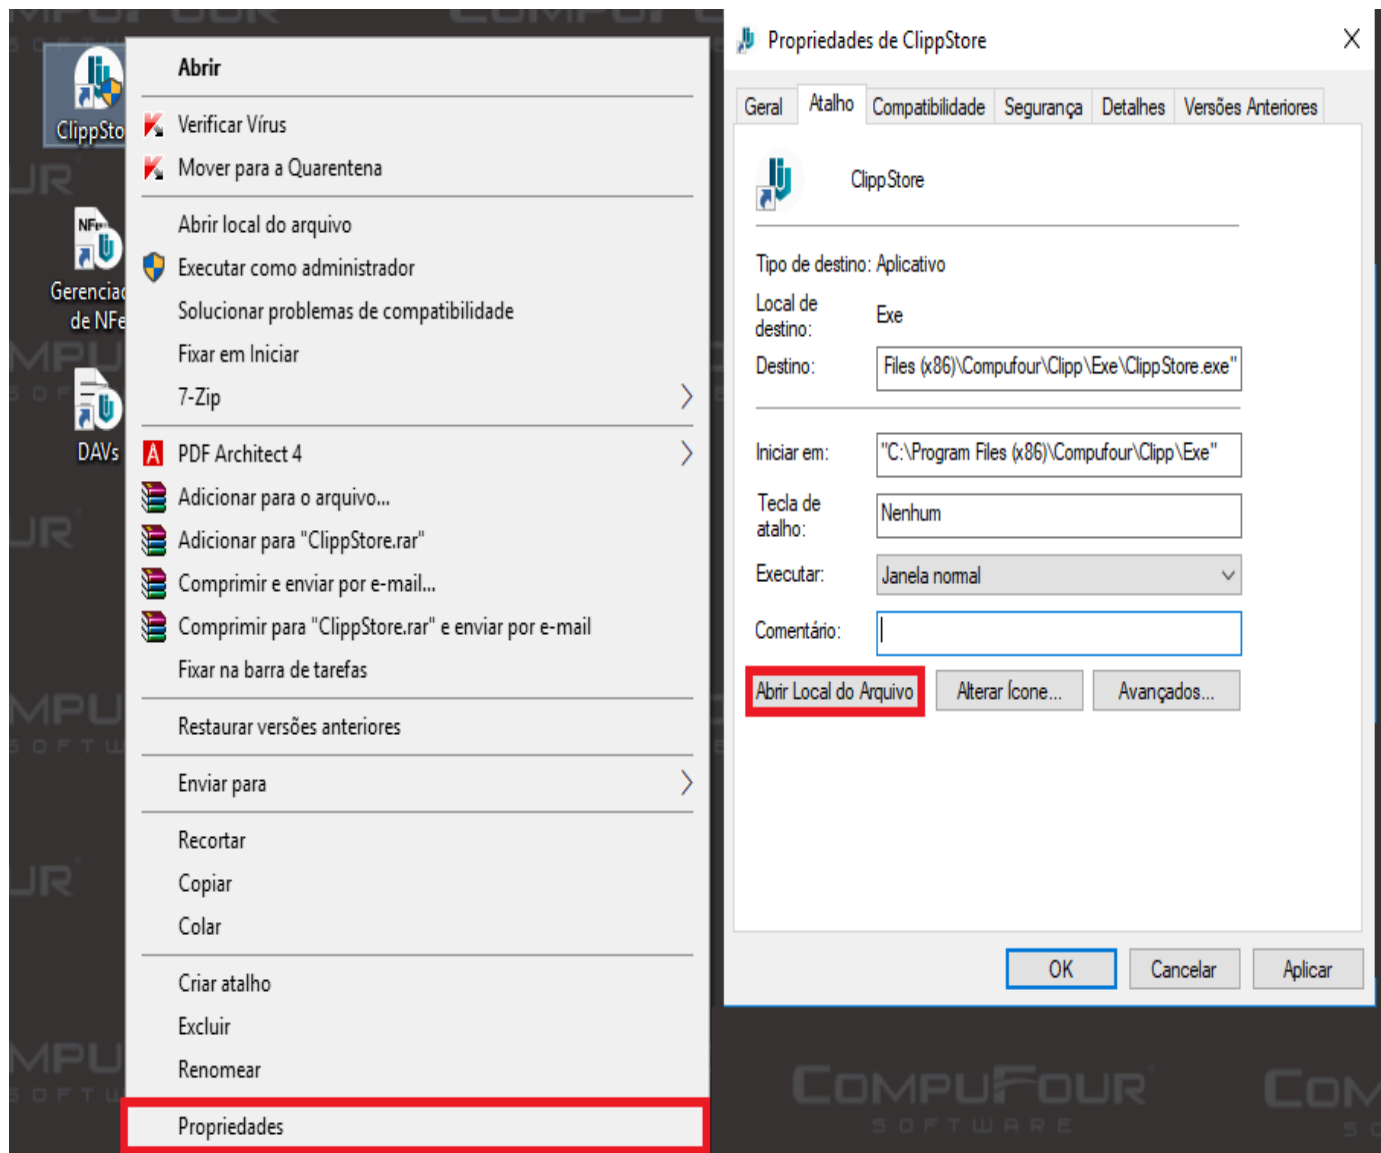 ClippSto
NFe
Gerenciad
de NFe
DAVs
Abrir
Verificar Vírus
Mover para a Quarentena
Abrir local do arquivo
Executar como administrador
Solucionar problemas de compatibilidade
Fixar em Iniciar
7-Zip
PDF Architect 4
Adicionar para o arquivo...
Adicionar para "ClippStore.rar"
Comprimir e enviar por e-mail...
Comprimir para "ClippStore.rar" e enviar por e-mail
Fixar na barra de tarefas
Restaurar versões anteriores
Enviar para
Recortar
Copiar
Colar
Criar atalho
Excluir
Renomear
Propriedades
Propriedades de ClippStore
Geral Atalho Compatibilidade Segurança Detalhes Versões Anteriores
ClippStore
Tipo de destino: Aplicativo
Local de
destino: Exe
Destino: Files (x86)\Compufour\Clipp\Exe\ClippStore.exe"
Iniciar em: "C:\Program Files (x86)\Compufour\Clipp\Exe"
Tecla de
atalho: Nenhum
Executar: Janela normal
Comentário:
Abrir Local do Arquivo Alterar Ícone... Avançados...
OK Cancelar Aplicar
COMPUFOUR
SOFTWARE